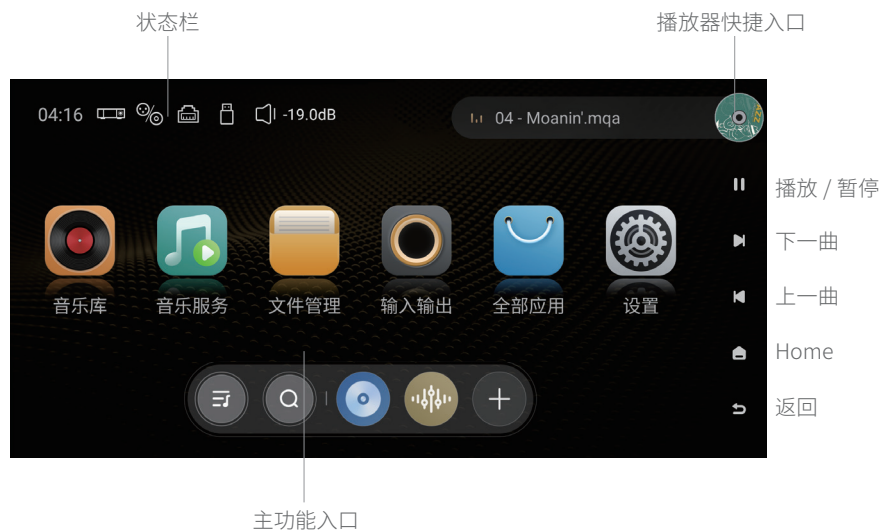 状态栏
播放器快捷入口
04:16
-19.0dB
04 - Moanin'.mqa
播放 / 暂停
下一曲
上一曲
Home
返回
音乐库
音乐服务
文件管理
输入输出
全部应用
设置
主功能入口